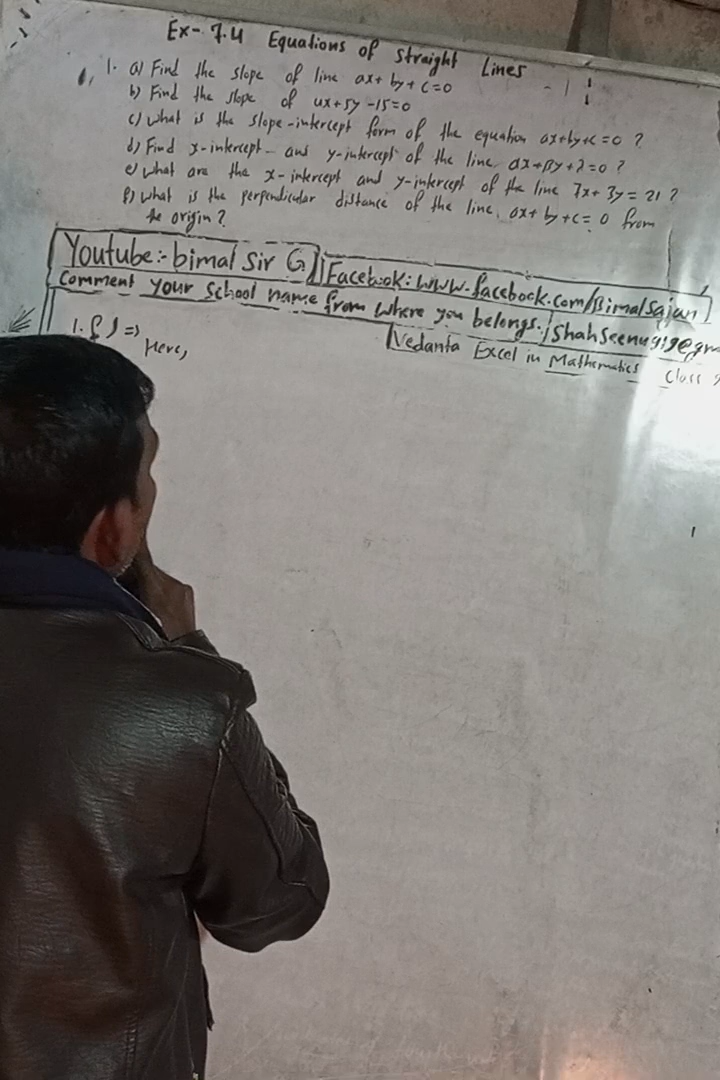 Ex- 7.4 Equations of Straight Lines
1. a) Find the slope of line ax + by + c = 0
b) Find the slope of 4x + 5y - 15 = 0
c) What is the slope-intercept form of the equation ax + by + c = 0 ?
d) Find x-intercept and y-intercept of the line αx + βy + λ = 0 ?
e) What are the x-intercept and y-intercept of the line 7x + 3y = 21 ?
f) What is the perpendicular distance of the line, ax + by + c = 0 from
the origin ?
Youtube:- bimal Sir G
Facebook: www.facebook.com/
Comment your School name from where you belongs.
1. f) =>
Here,
Vedanta Excel in Mathematics Class